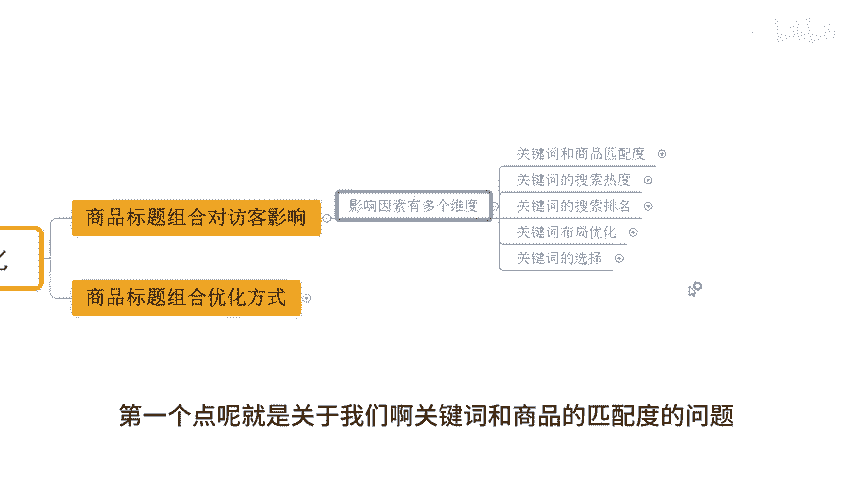 关键词和商品匹配度
关键词的搜索热度
商品标题组合对访客影响
影响因素有多个维度
关键词的搜索排名
关键词布局优化
化
关键词的选择
商品标题组合优化方式
第一个点呢就是关于我们啊关键词和商品的匹配度的问题